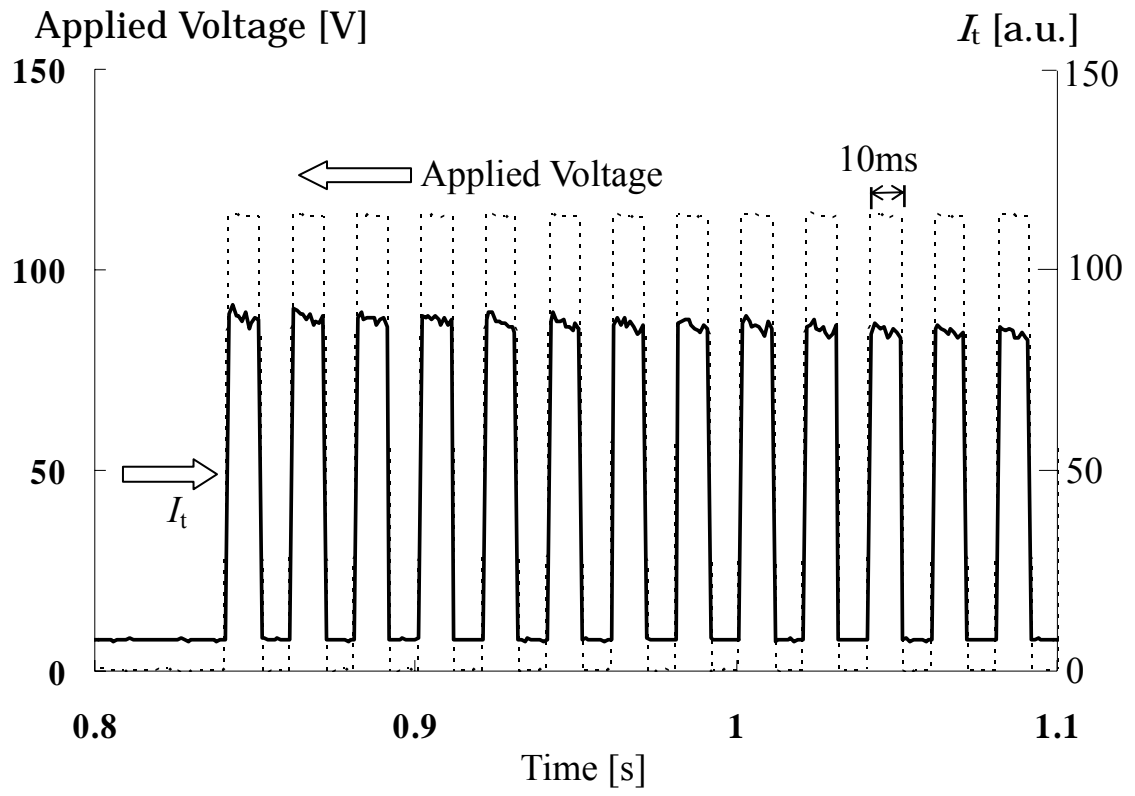 Applied Voltage [V]
It [a.u.]
150
150
10ms
Applied Voltage
100
100
50
50
It
0
0
0.8
0.9
1
1.1
Time [s]